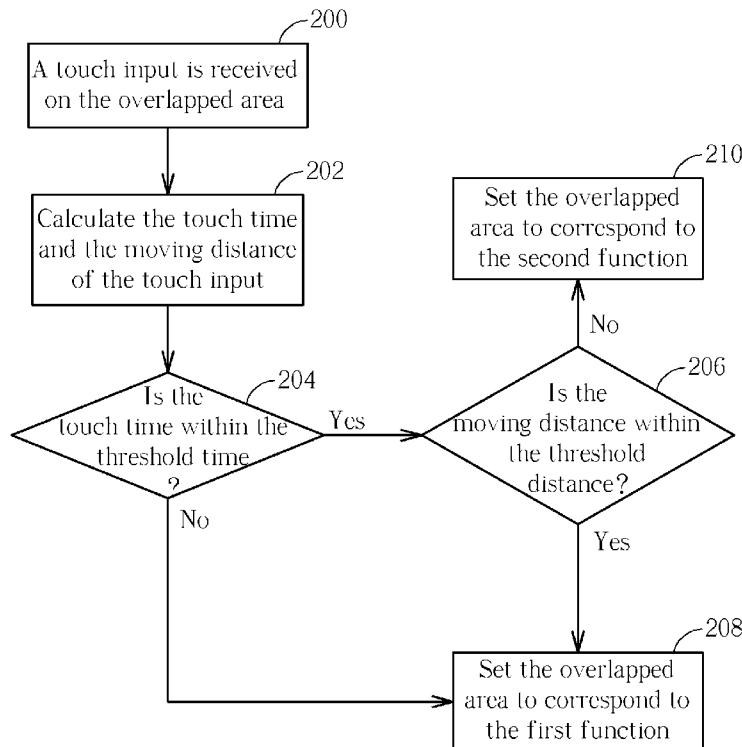 200
A touch input is received
on the overlapped area
202
Calculate the touch time
and the moving distance
of the touch input
210
Set the overlapped
area to correspond to
the second function
No
204
Is the
touch time within the
threshold time
?
Yes
206
Is the
moving distance within
the threshold
distance?
No
Yes
208
Set the overlapped
area to correspond to
the first function